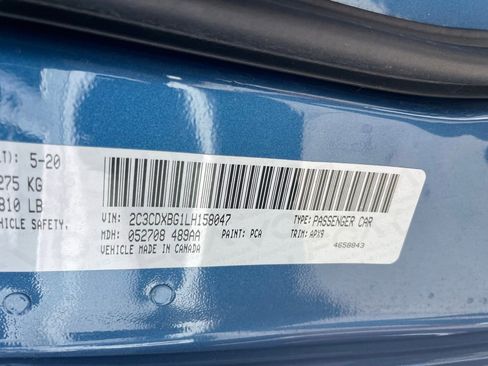 LT): 5-20
275 KG
810 LB
VEHICLE SAFETY.
VIN: 2C3CDXBG1LH158047 TYPE: PASSENGER CAR
MDH: 052708 489AA PAINT: PCA TRIM: APX9
VEHICLE MADE IN CANADA 4658843